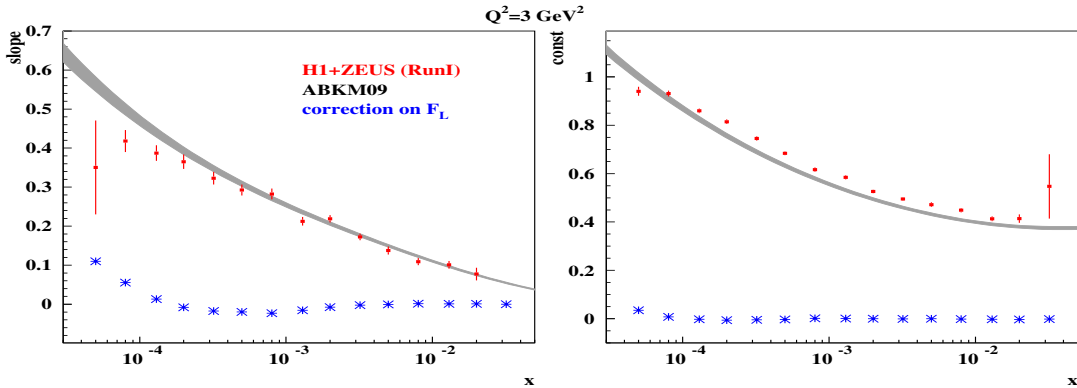 Q²=3 GeV²
slope
0.7
0.6
0.5
0.4
0.3
0.2
0.1
0
H1+ZEUS (RunI)
ABKM09
correction on F_L
10⁻⁴
10⁻³
10⁻²
x
const
1
0.8
0.6
0.4
0.2
0
10⁻⁴
10⁻³
10⁻²
x